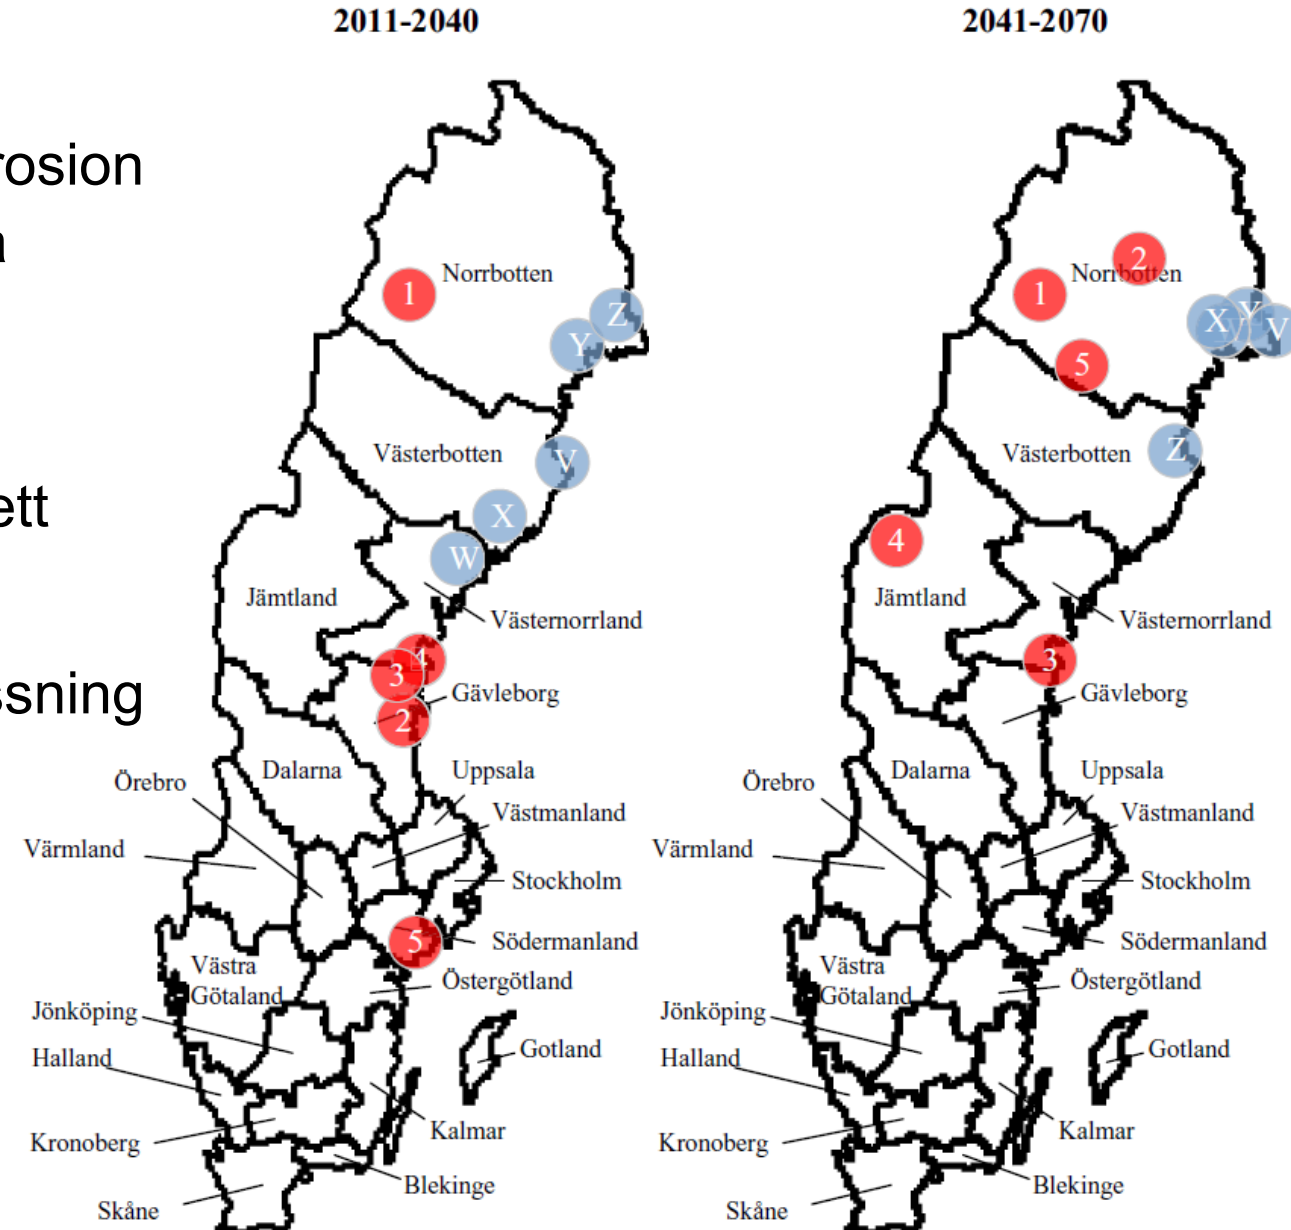 2011-2040
2041-2070
rosion
a
ett
ssning
1
Norrbotten
Z
Y
Västerbotten
V
X
W
Jämtland
Västernorrland
4
3
Gävleborg
2
Dalarna
Uppsala
Örebro
Västmanland
Värmland
Stockholm
5
Södermanland
Västra
Götaland
Östergötland
Jönköping
Gotland
Halland
Kalmar
Kronoberg
Blekinge
Skåne
2
Norrbotten
1
X
Y
W
V
5
Västerbotten
Z
4
Jämtland
Västernorrland
3
Gävleborg
Dalarna
Uppsala
Örebro
Västmanland
Värmland
Stockholm
Södermanland
Västra
Götaland
Östergötland
Jönköping
Gotland
Halland
Kalmar
Kronoberg
Blekinge
Skåne